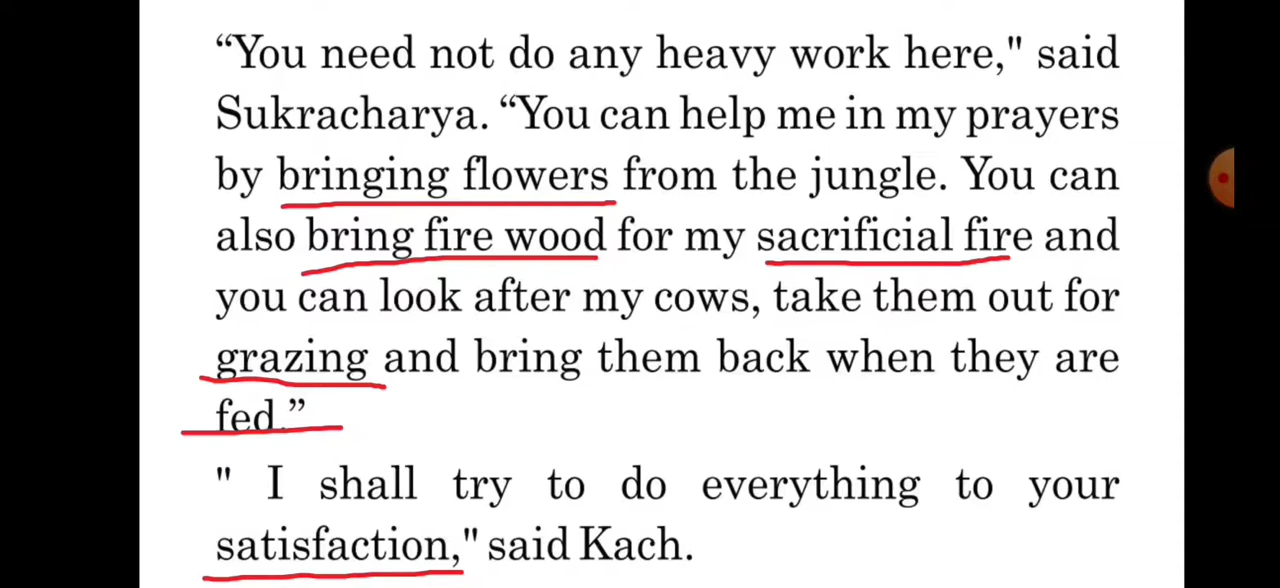 “You need not do any heavy work here," said
Sukracharya. “You can help me in my prayers
by bringing flowers from the jungle. You can
also bring fire wood for my sacrificial fire and
you can look after my cows, take them out for
grazing and bring them back when they are
fed.”
" I shall try to do everything to your
satisfaction," said Kach.